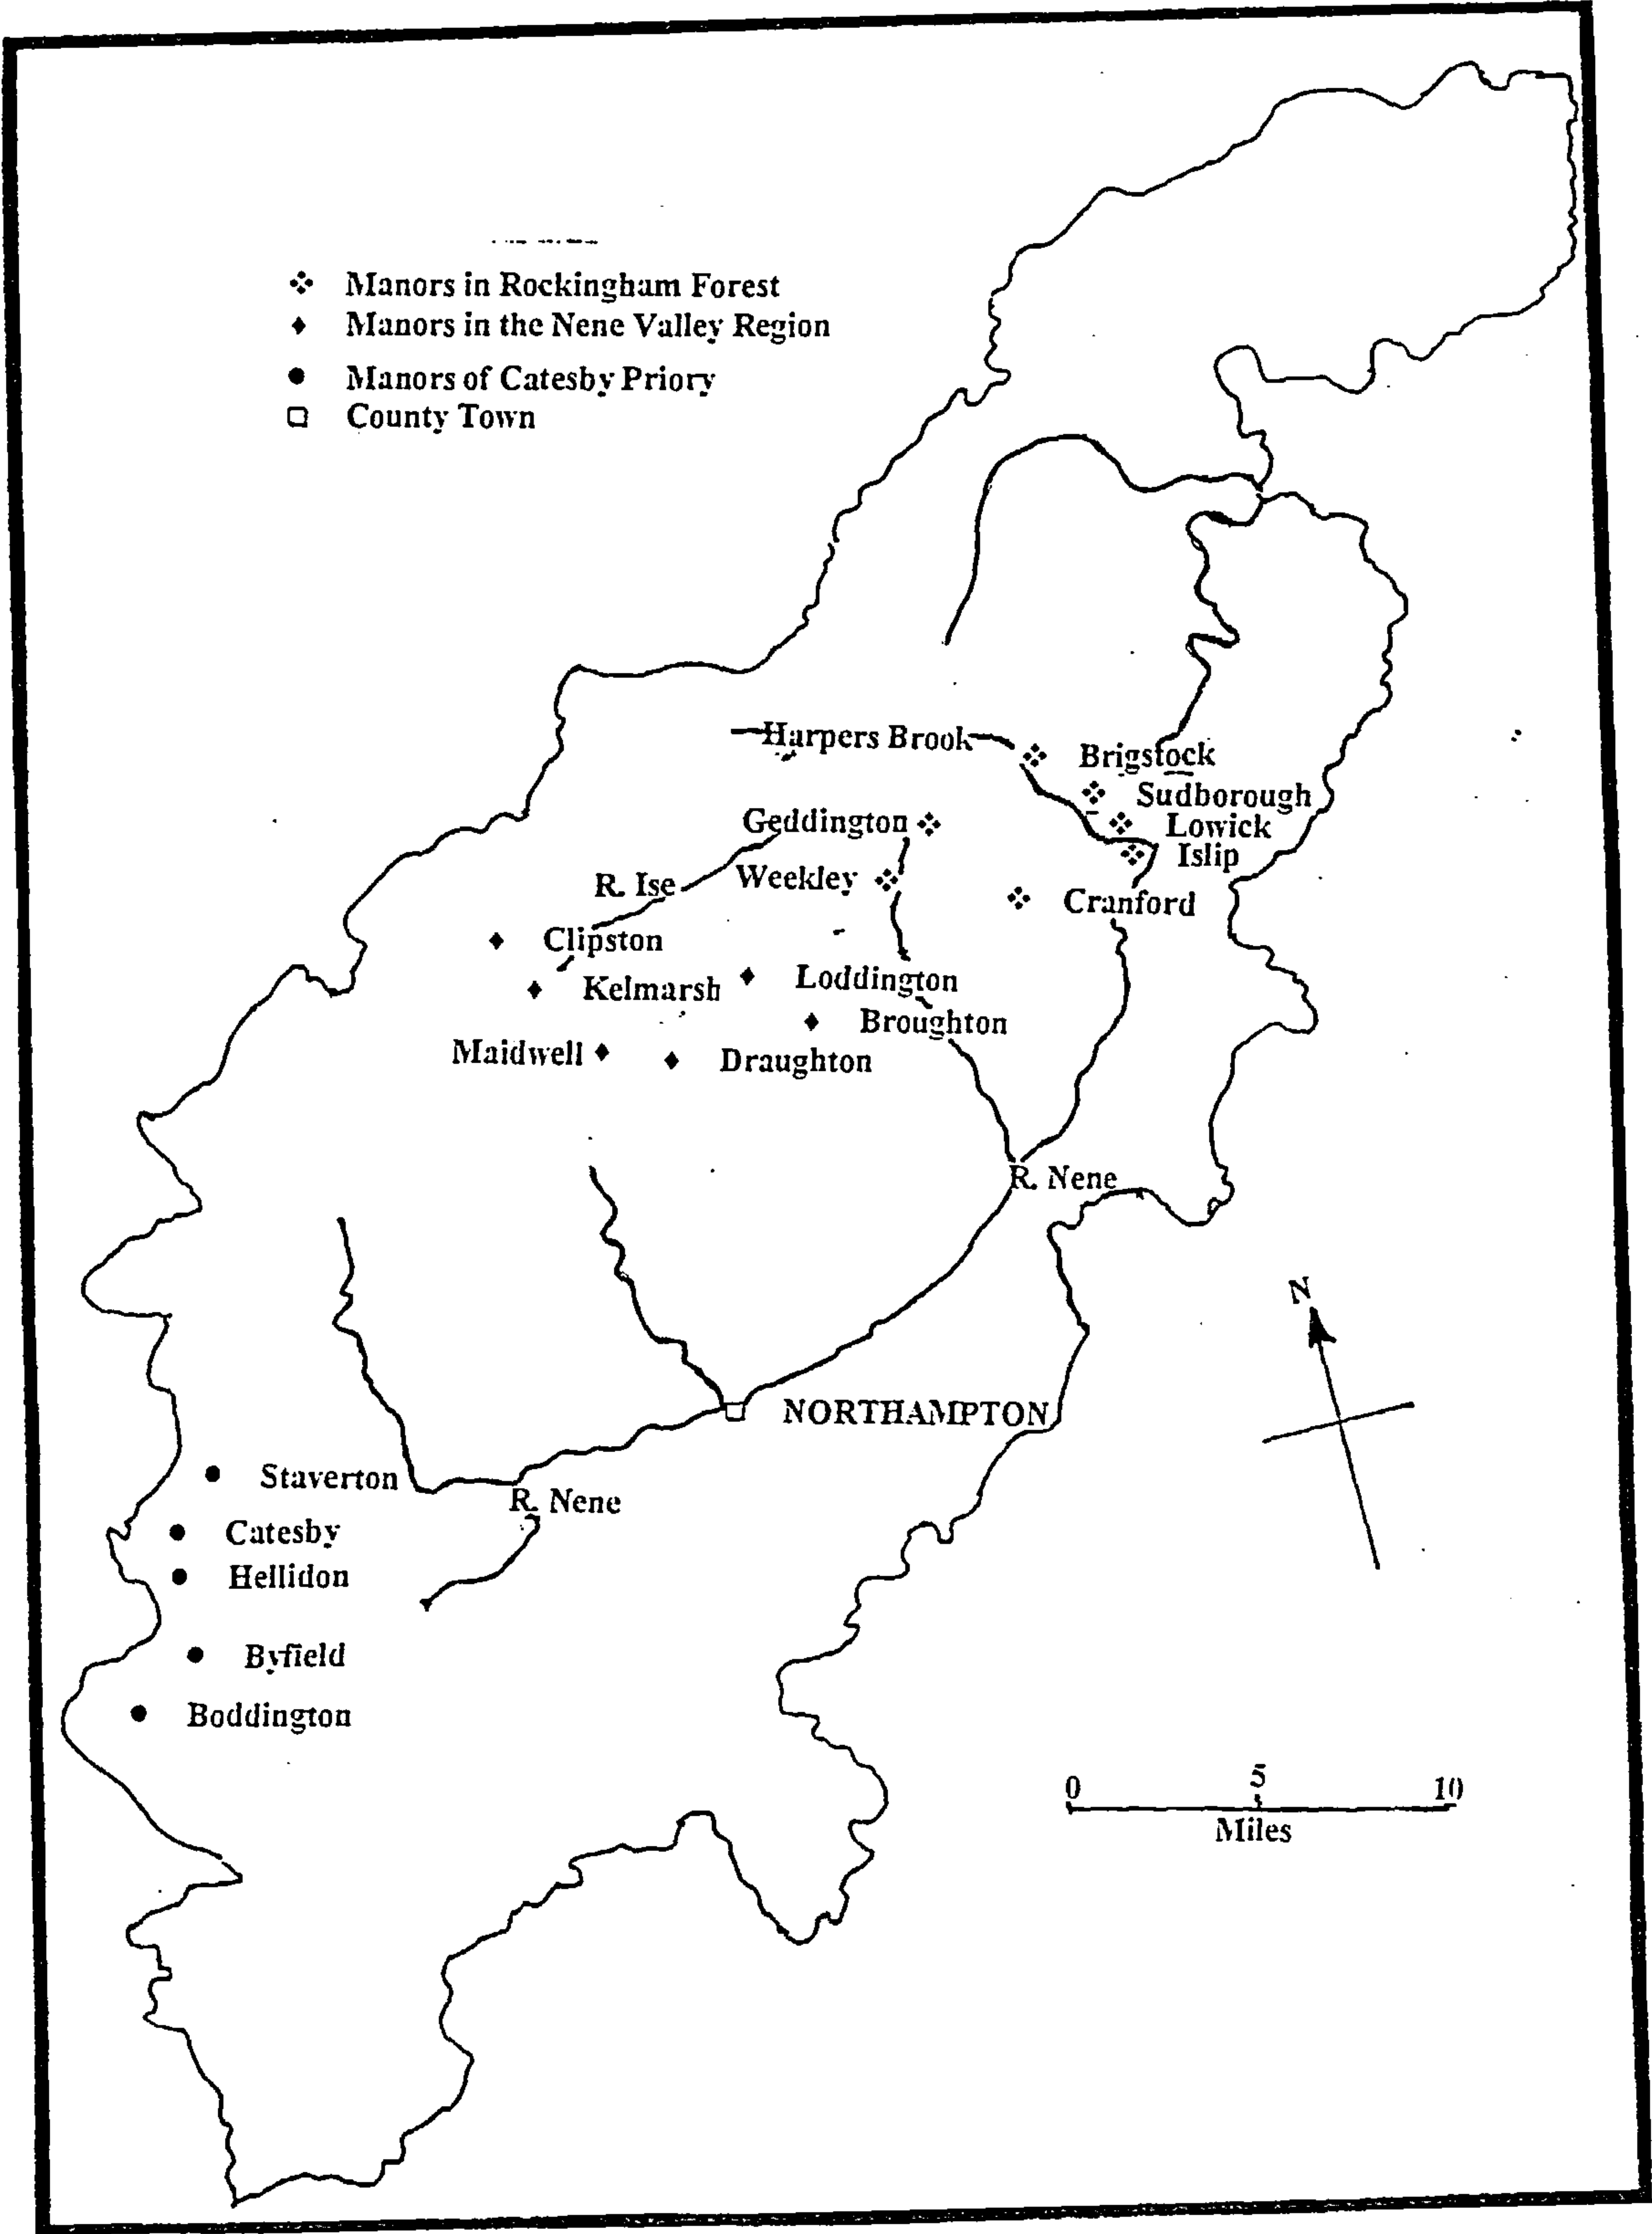 Manors in Rockingham Forest
Manors in the Nene Valley Region
Manors of Catesby Priory
County Town
Harpers Brook
Brigstock
Sudborough
Geddington
Lowick
Islip
R. Ise
Weekley
Cranford
Clipston
Kelmarsh
Loddington
Broughton
Maidwell
Draughton
R. Nene
N
NORTHAMPTON
Staverton
R. Nene
Catesby
Hellidon
Byfield
Boddington
0 5 10
Miles